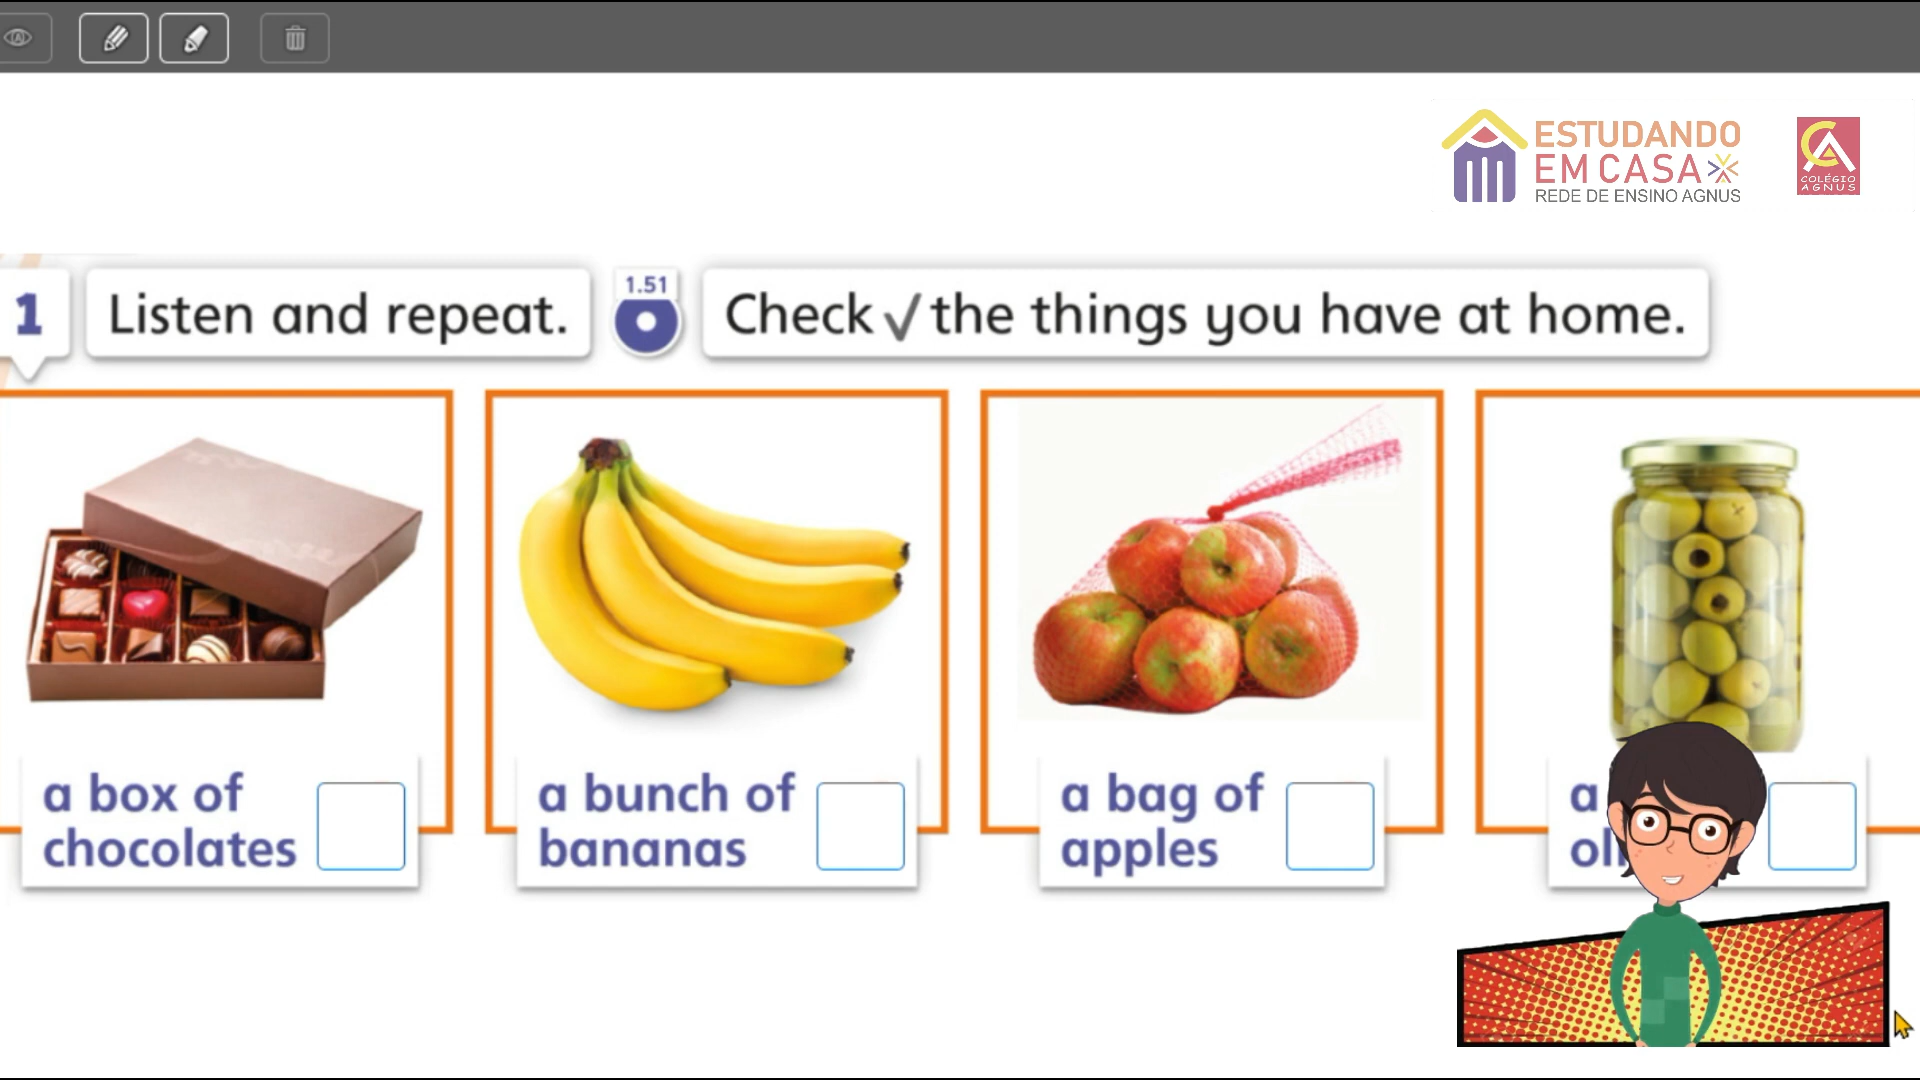 ESTUDANDO
EM CASA
REDE DE ENSINO AGNUS
COLÉGIO
AGNUS
1
Listen and repeat.
1.51
Check ✓ the things you have at home.
a box of
chocolates
a bunch of
bananas
a bag of
apples
a